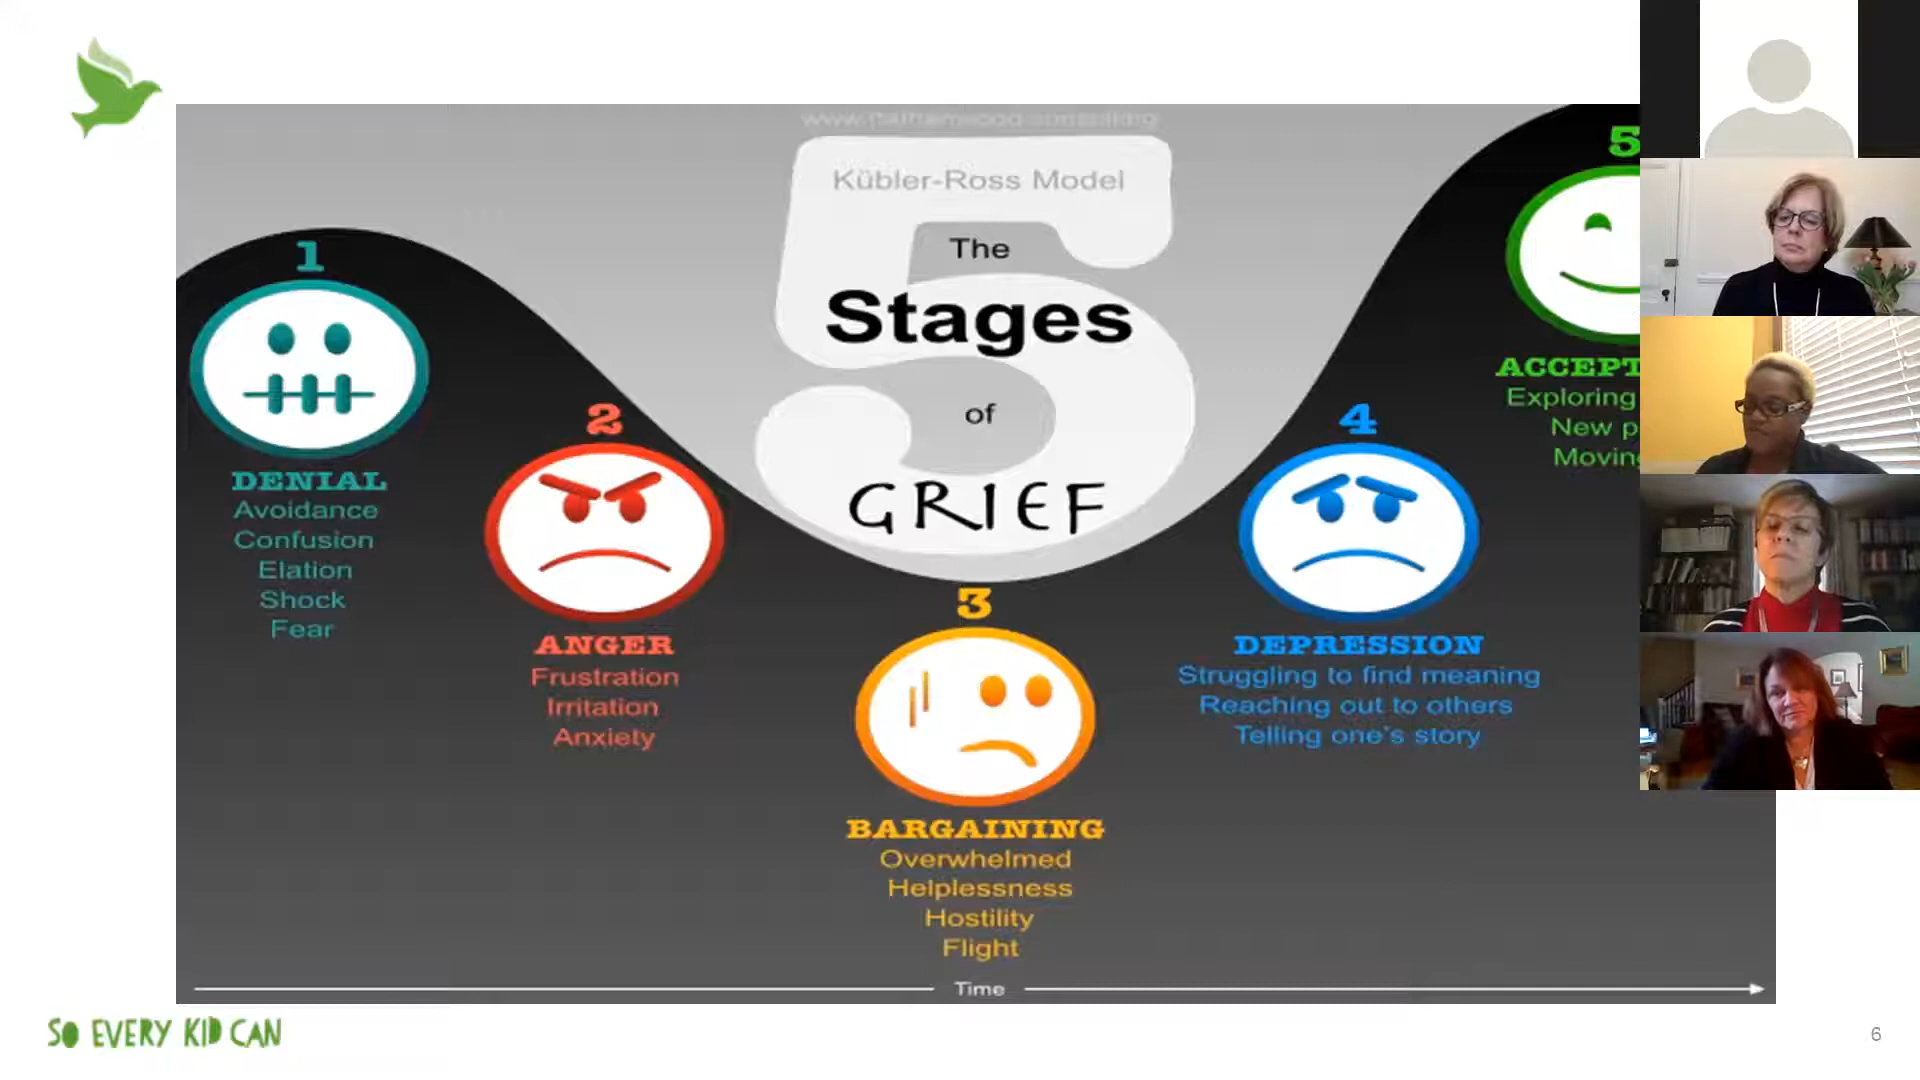 Kübler-Ross Model
The
Stages
of
GRIEF
1
DENIAL
Avoidance
Confusion
Elation
Shock
Fear
2
ANGER
Frustration
Irritation
Anxiety
3
BARGAINING
Overwhelmed
Helplessness
Hostility
Flight
4
DEPRESSION
Struggling to find meaning
Reaching out to others
Telling one's story
5
ACCEPT
Exploring
New p
Moving
Time
SO EVERY KID CAN
6